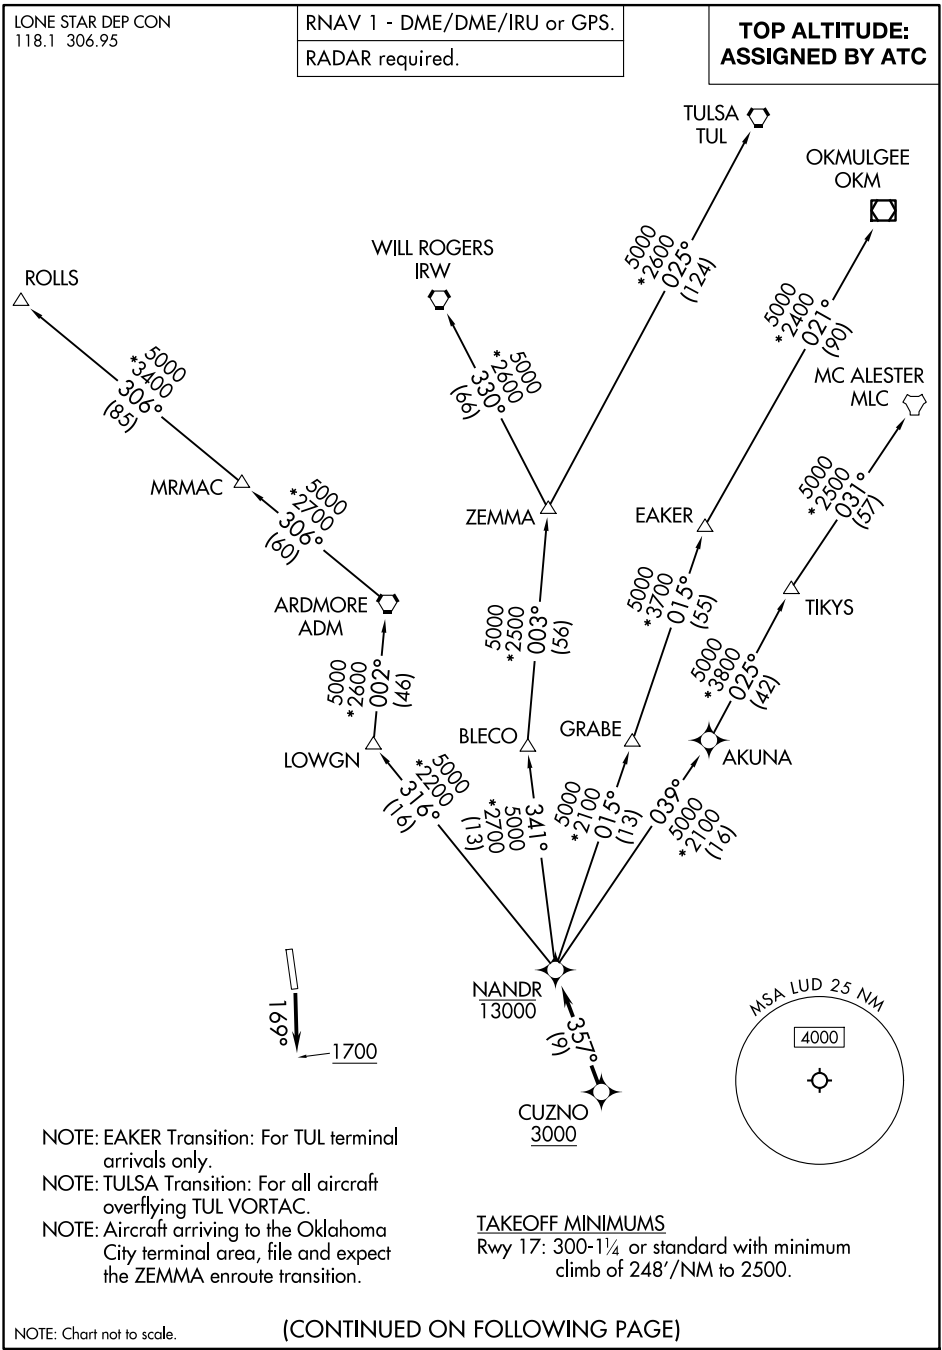 LONE STAR DEP CON
118.1 306.95
RNAV 1 - DME/DME/IRU or GPS.
RADAR required.
TOP ALTITUDE:
ASSIGNED BY ATC
TULSA
TUL
OKMULGEE
OKM
WILL ROGERS
IRW
ROLLS
5000
*2600
025°
(124)
5000
*2400
021°
(90)
5000
*3400
306°
(85)
5000
*2600
330°
(66)
MC ALESTER
MLC
MRMAC
5000
*2700
306°
(60)
ZEMMA
EAKER
5000
*2500
031°
(57)
ARDMORE
ADM
TIKYS
5000
*2600
002°
(46)
5000
*2500
003°
(56)
5000
*3700
015°
(55)
5000
*3800
025°
(42)
LOWGN
BLECO
GRABE
AKUNA
5000
*2200
316°
(16)
341°
5000
*2700
(13)
5000
*2100
015°
(13)
039°
5000
*2100
(16)
NANDR
13000
357°
(9)
CUZNO
3000
169°
1700
MSA LUD 25 NM
4000
NOTE: EAKER Transition: For TUL terminal
arrivals only.
NOTE: TULSA Transition: For all aircraft
overflying TUL VORTAC.
NOTE: Aircraft arriving to the Oklahoma
City terminal area, file and expect
the ZEMMA enroute transition.
TAKEOFF MINIMUMS
Rwy 17: 300-1¼ or standard with minimum
climb of 248'/NM to 2500.
NOTE: Chart not to scale.
(CONTINUED ON FOLLOWING PAGE)